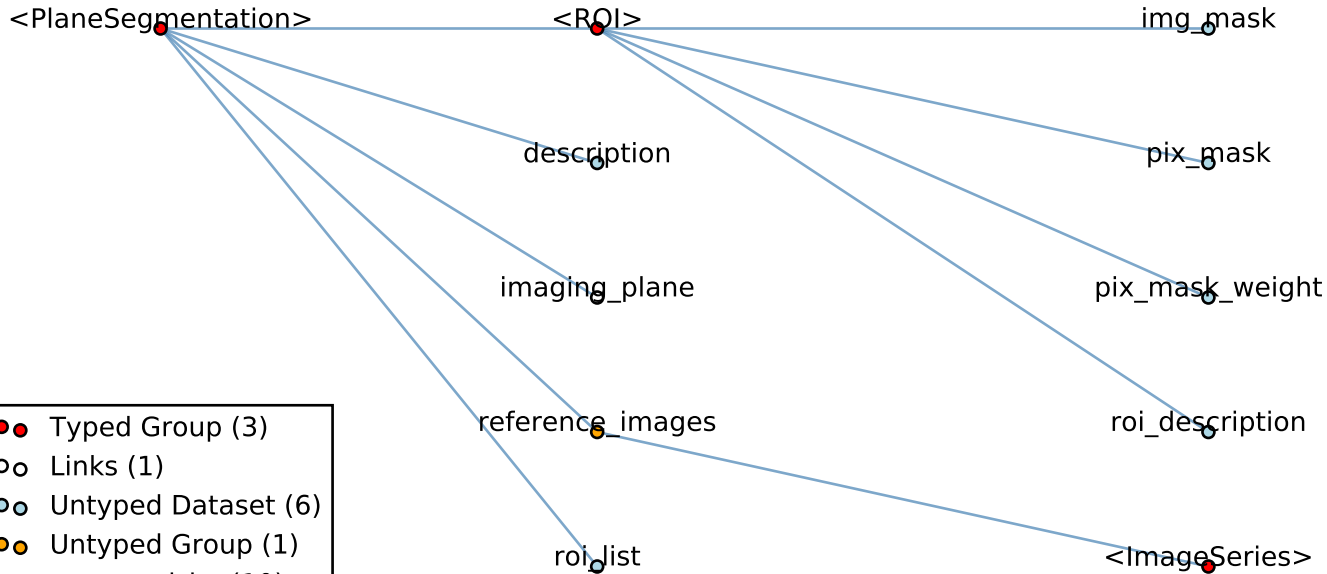 <PlaneSegmentation> <ROI> img_mask
description pix_mask
imaging_plane pix_mask_weight
reference_images roi_description
Typed Group (3)
Links (1)
Untyped Dataset (6)
Untyped Group (1)
roi_list <ImageSeries>